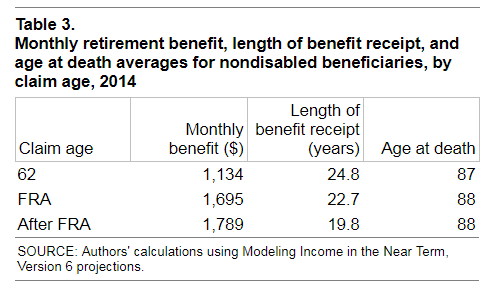 Table 3.
Monthly retirement benefit, length of benefit receipt, and
age at death averages for nondisabled beneficiaries, by
claim age, 2014
Claim age Monthly benefit ($) Length of benefit receipt (years) Age at death
62 1,134 24.8 87
FRA 1,695 22.7 88
After FRA 1,789 19.8 88
SOURCE: Authors' calculations using Modeling Income in the Near Term,
Version 6 projections.